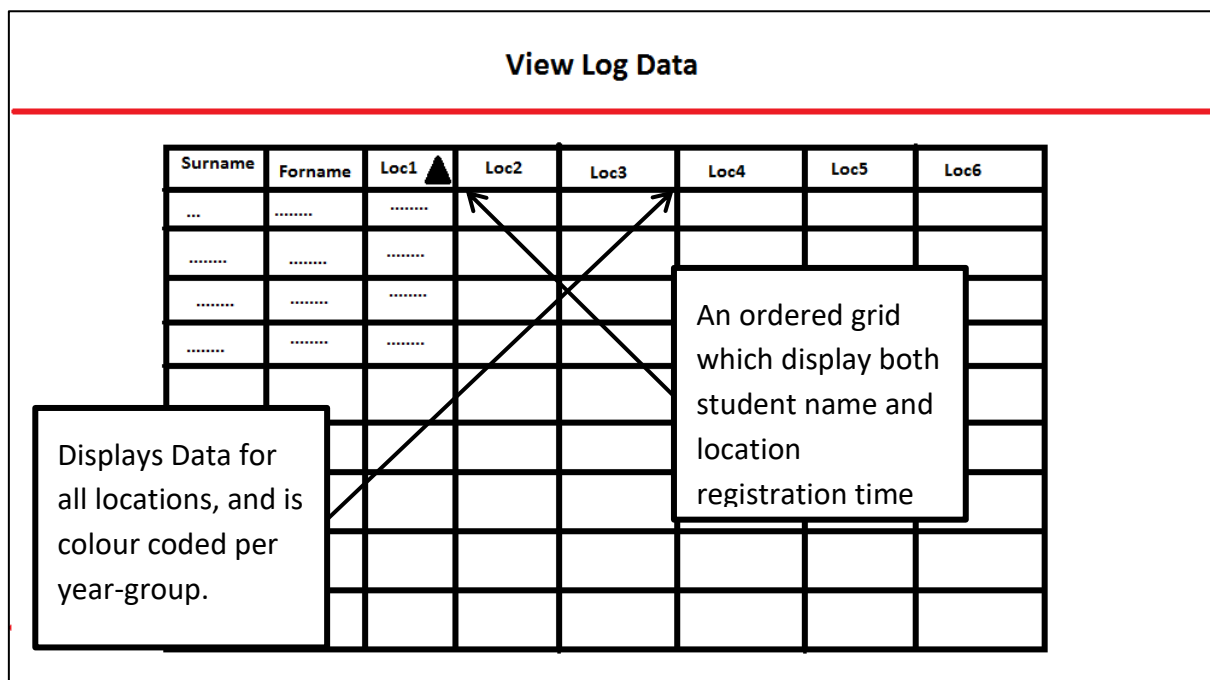 View Log Data
Surname Forname Loc1 Loc2 Loc3 Loc4 Loc5 Loc6
... ........ ........
........ ........ ........
........ ........ ........
........ ........ ........
An ordered grid
which display both
student name and
location
registration time
Displays Data for
all locations, and is
colour coded per
year-group.